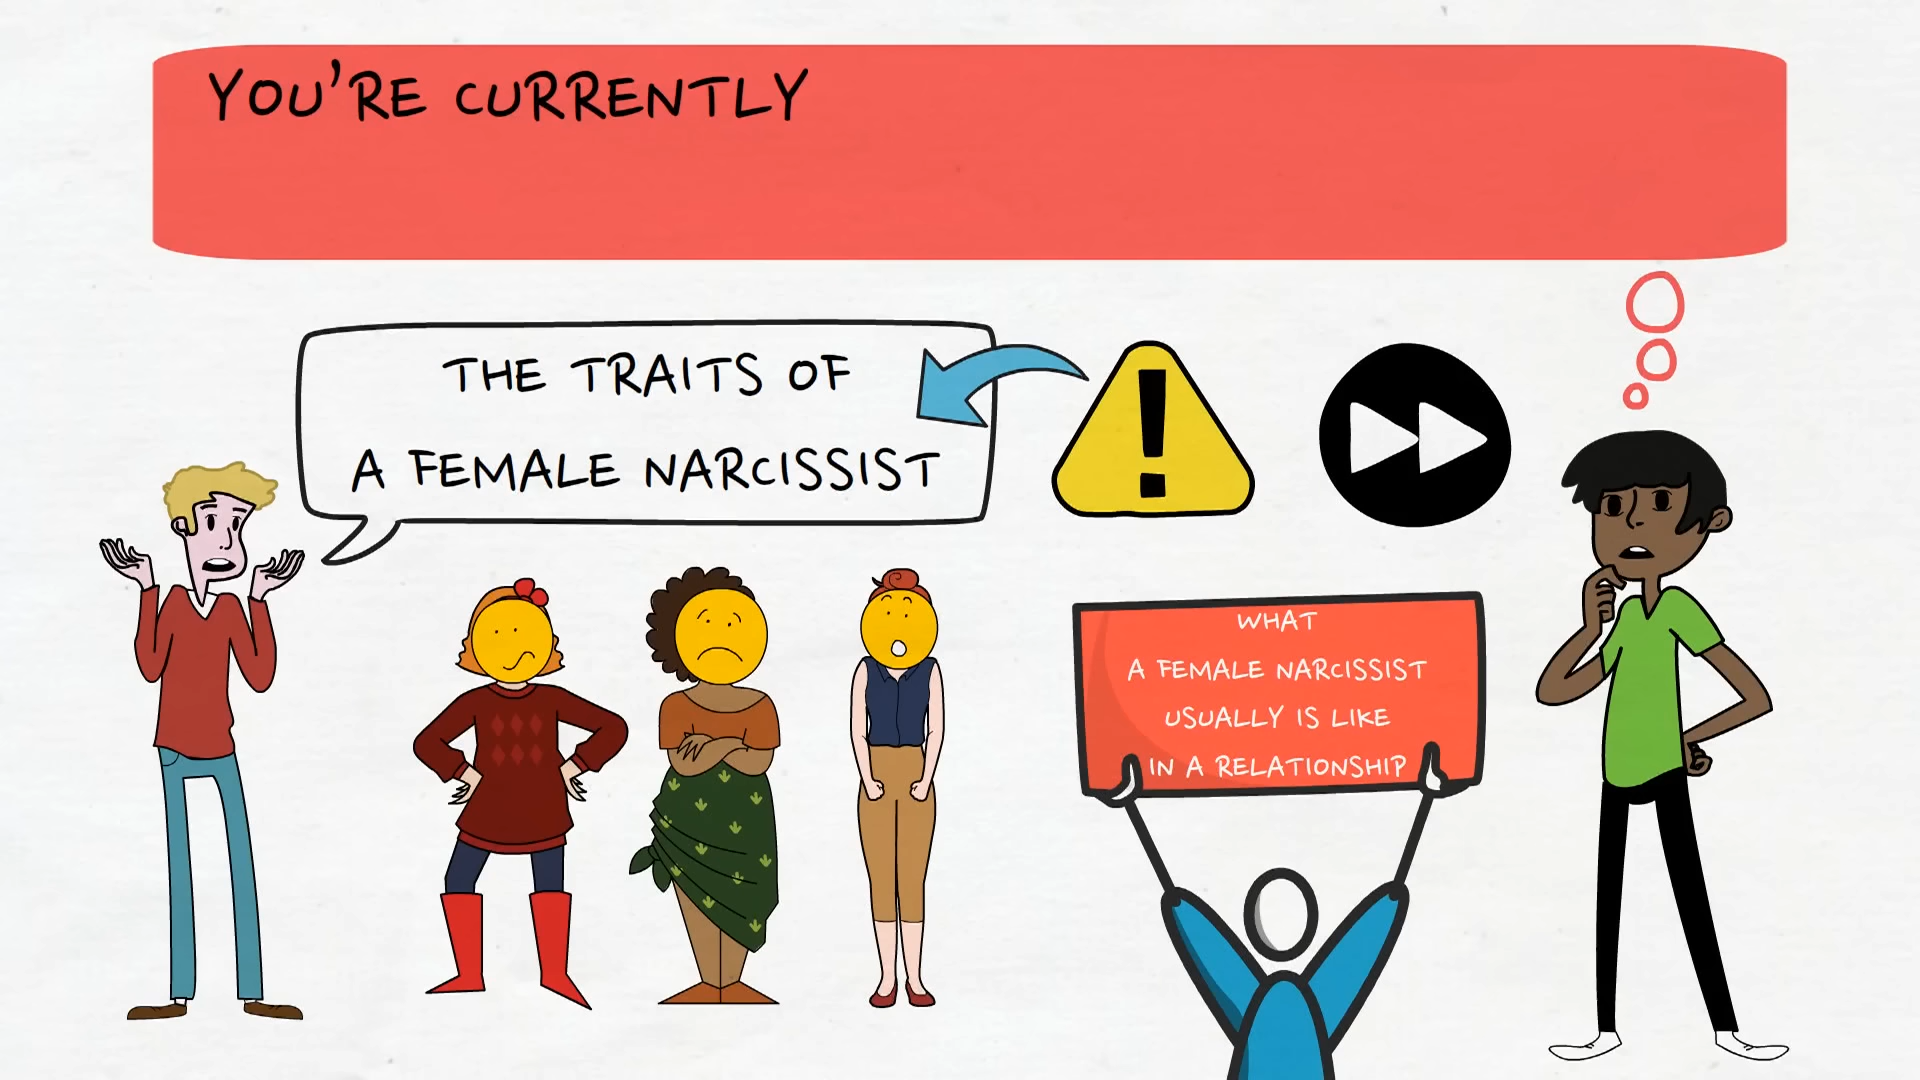 YOU'RE CURRENTLY
THE TRAITS OF
A FEMALE NARCISSIST
WHAT
A FEMALE NARCISSIST
USUALLY IS LIKE
IN A RELATIONSHIP